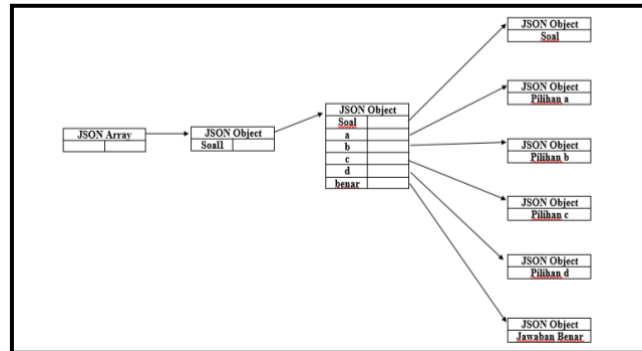 JSON Array
JSON Object
Soal1
JSON Object
Soal
a
b
c
d
benar
JSON Object
Soal
JSON Object
Pilihan a
JSON Object
Pilihan b
JSON Object
Pilihan c
JSON Object
Pilihan d
JSON Object
Jawaban Benar